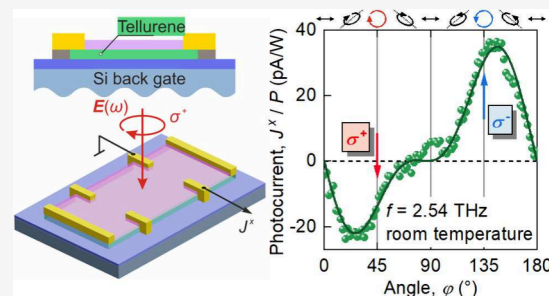 Tellurene
Si back gate
E(ω)
σ⁺
Jˣ
Photocurrent, Jˣ / P (pA/W)
40
20
0
-20
σ⁺
σ⁻
f = 2.54 THz
room temperature
0 45 90 135 180
Angle, φ (°)